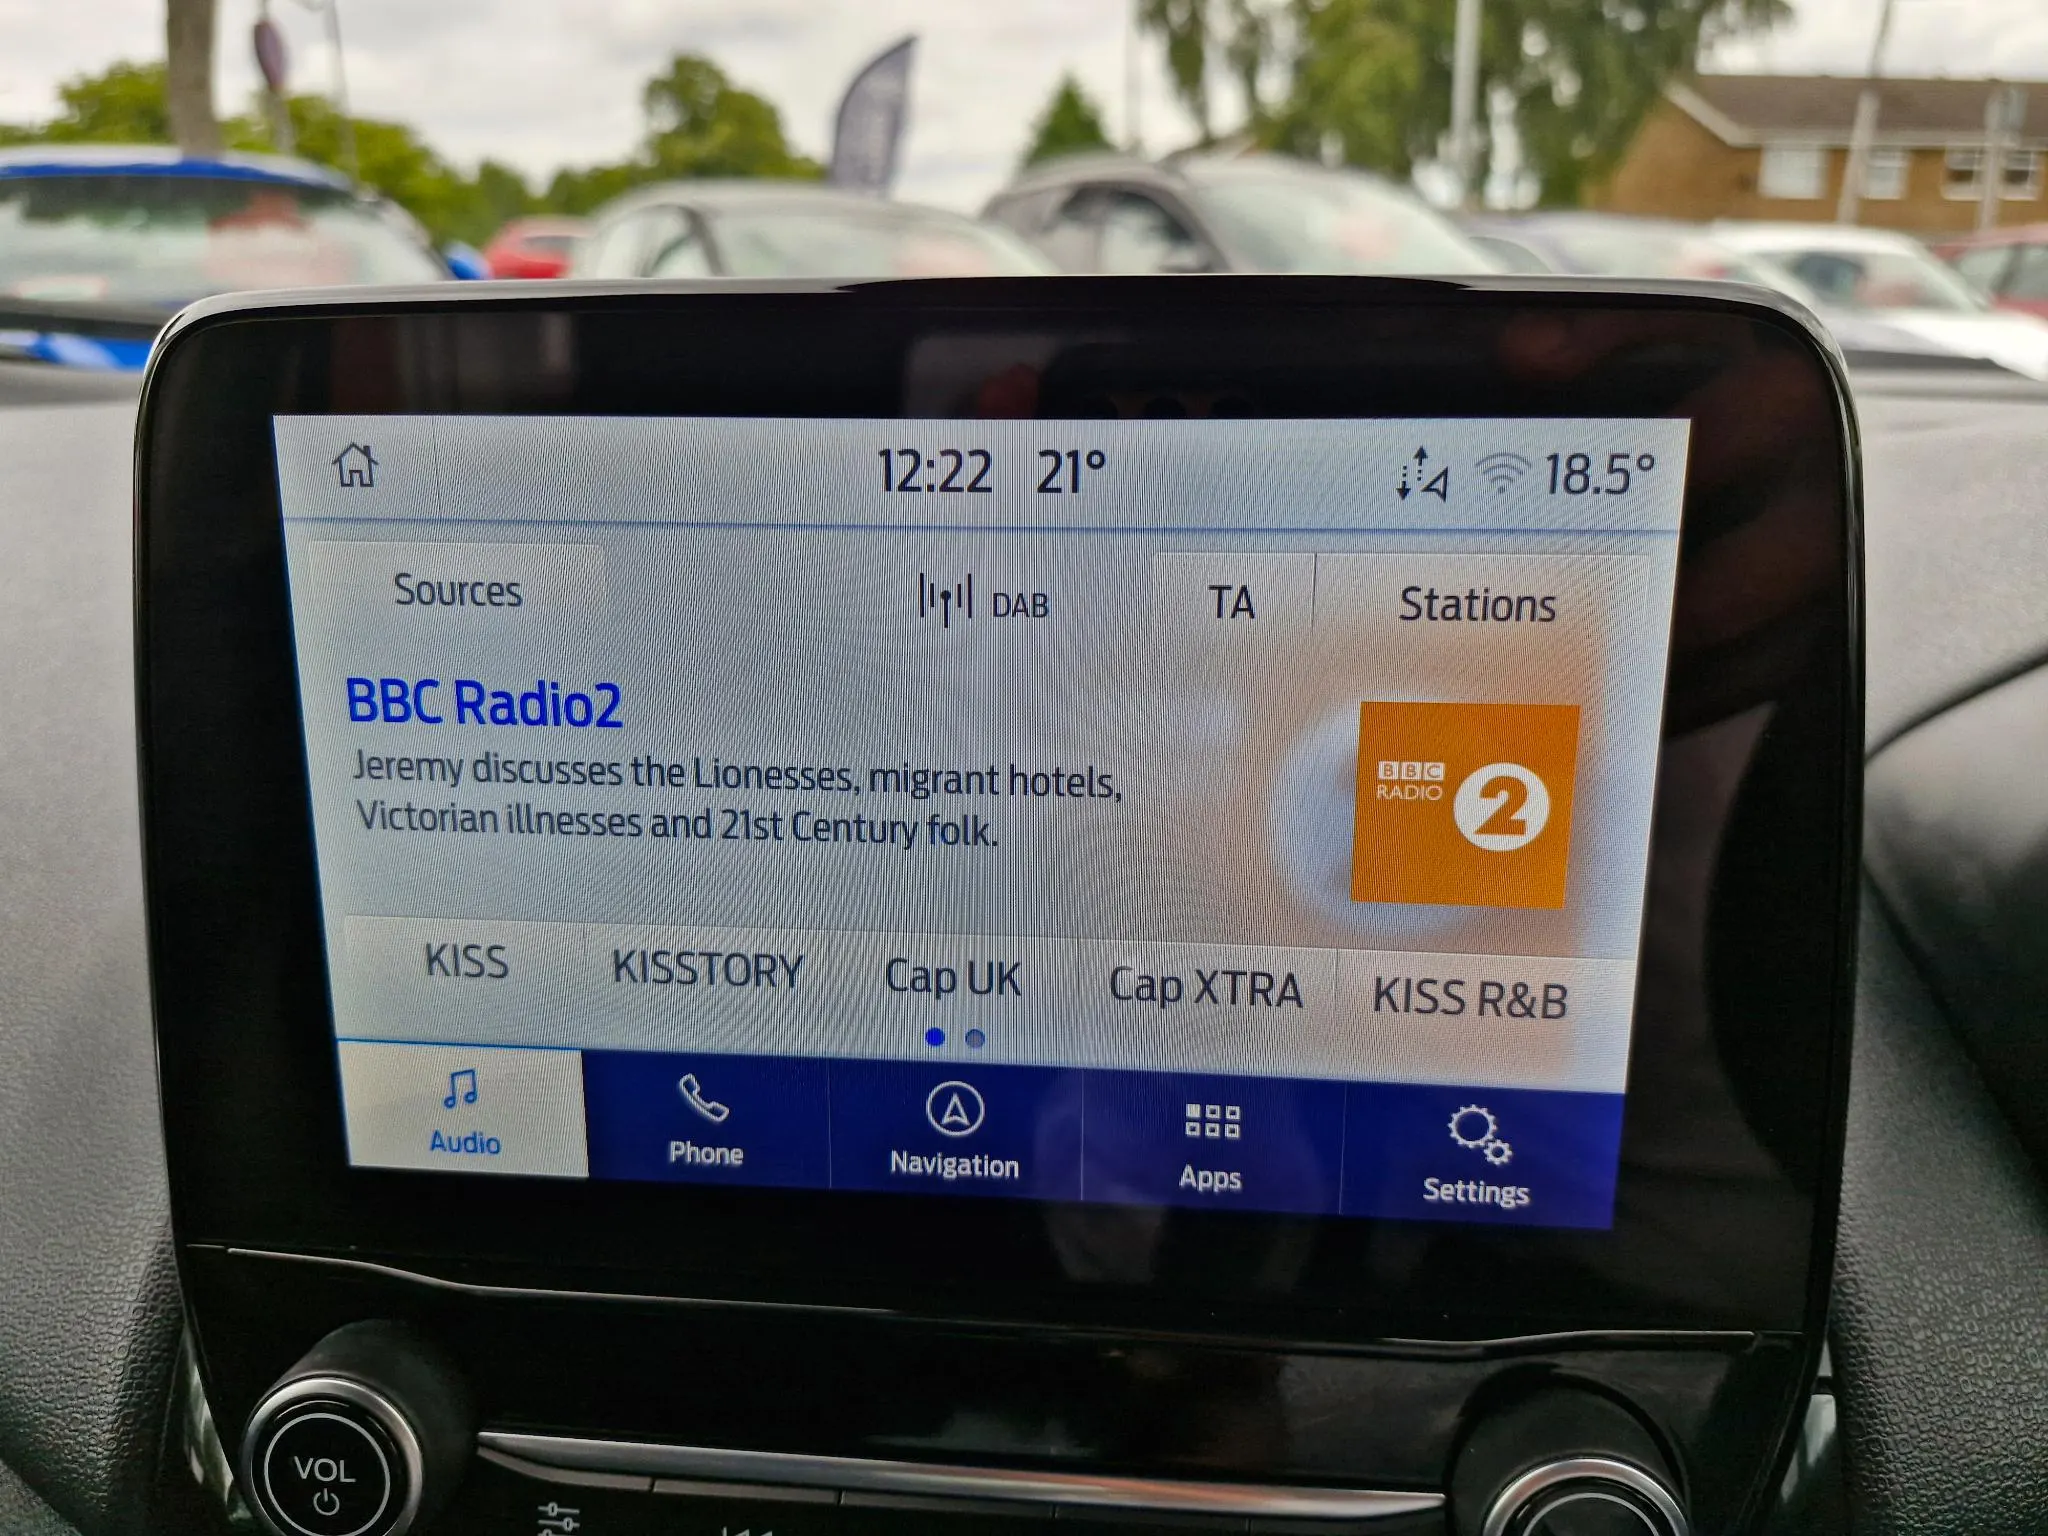 12:22 21° 18.5°
Sources DAB TA Stations
BBC Radio2
Jeremy discusses the Lionesses, migrant hotels,
Victorian illnesses and 21st Century folk.
BBC
RADIO 2
KISS KISSTORY Cap UK Cap XTRA KISS R&B
Audio Phone Navigation Apps Settings
VOL